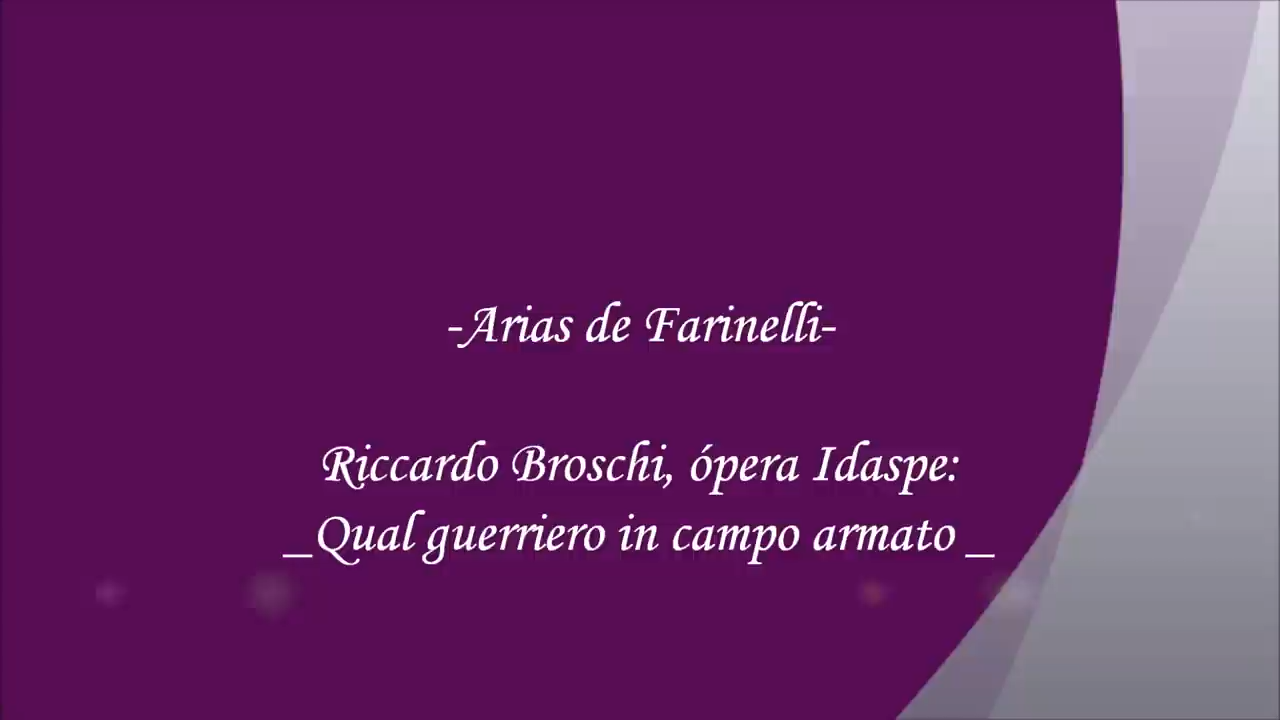 -Arias de Farinelli-
Riccardo Broschi, ópera Idaspe:
_Qual guerriero in campo armato _